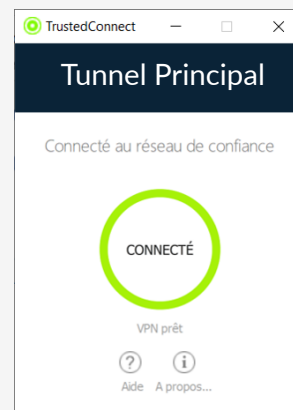 TrustedConnect
Tunnel Principal
Connecté au réseau de confiance
CONNECTÉ
VPN prêt
Aide A propos...